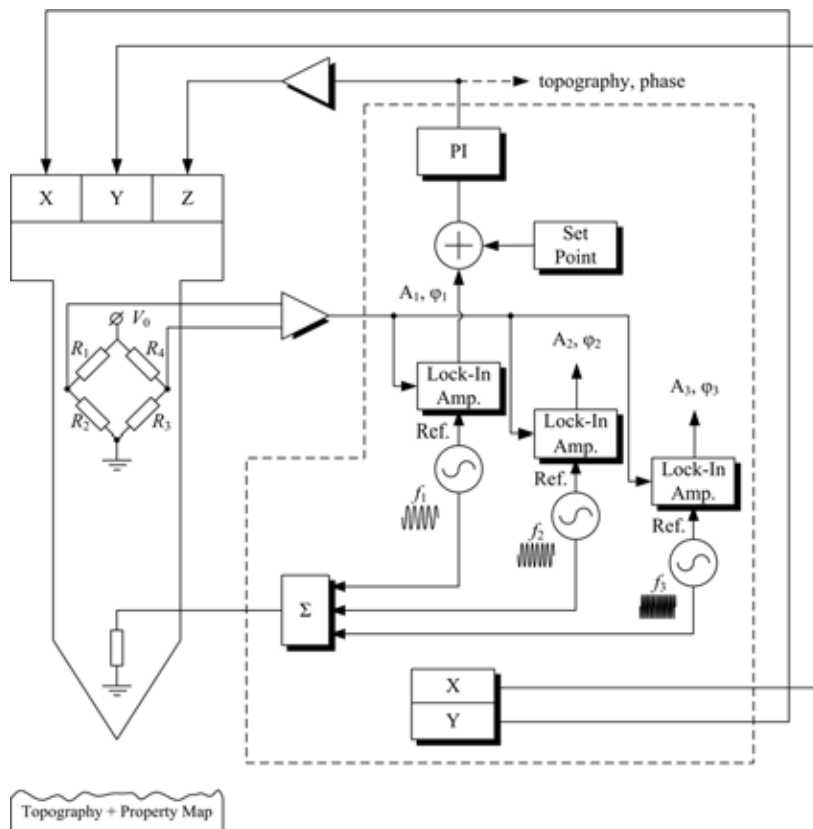 topography, phase
PI
X Y Z
Set
Point
A1, φ1
V0
R1
R4
R2
R3
A2, φ2
Lock-In
Amp.
A3, φ3
Ref.
Lock-In
Amp.
f1
Ref.
Lock-In
Amp.
f2
Ref.
f3
Σ
X
Y
Topography + Property Map